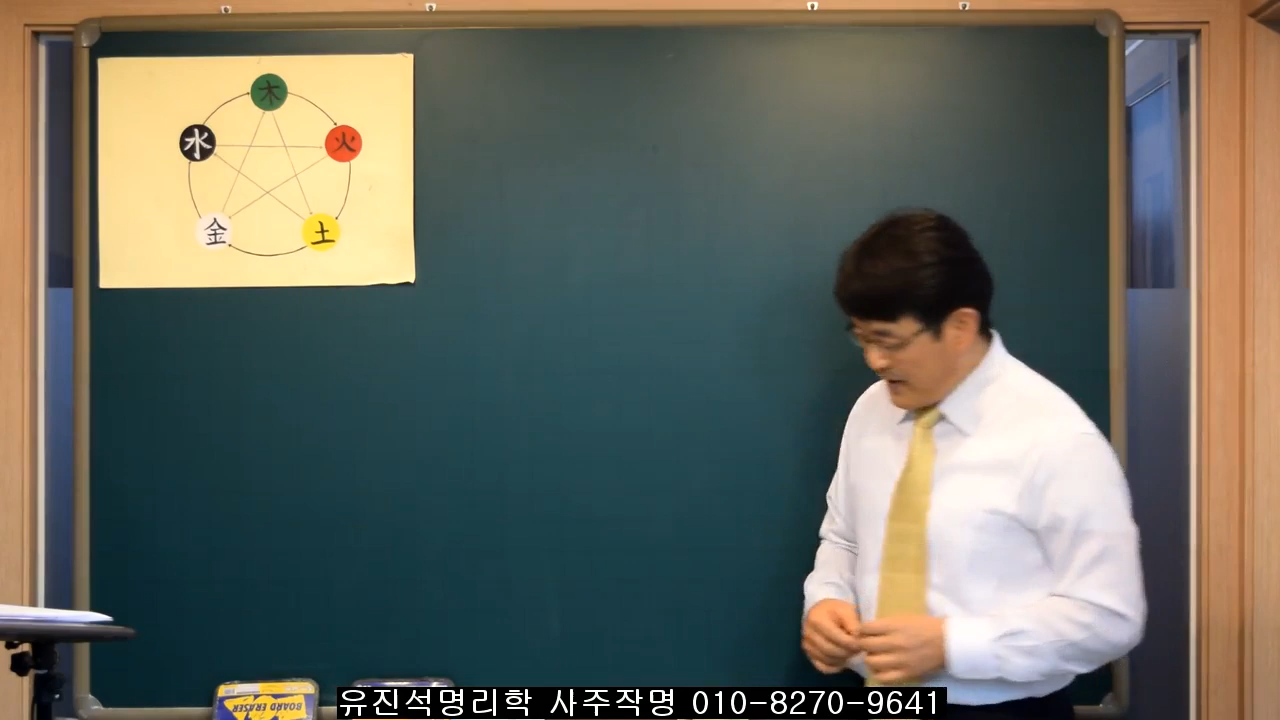 木
水
火
金
土
BOARD ERASER
유진석명리학 사주작명 010-8270-9641